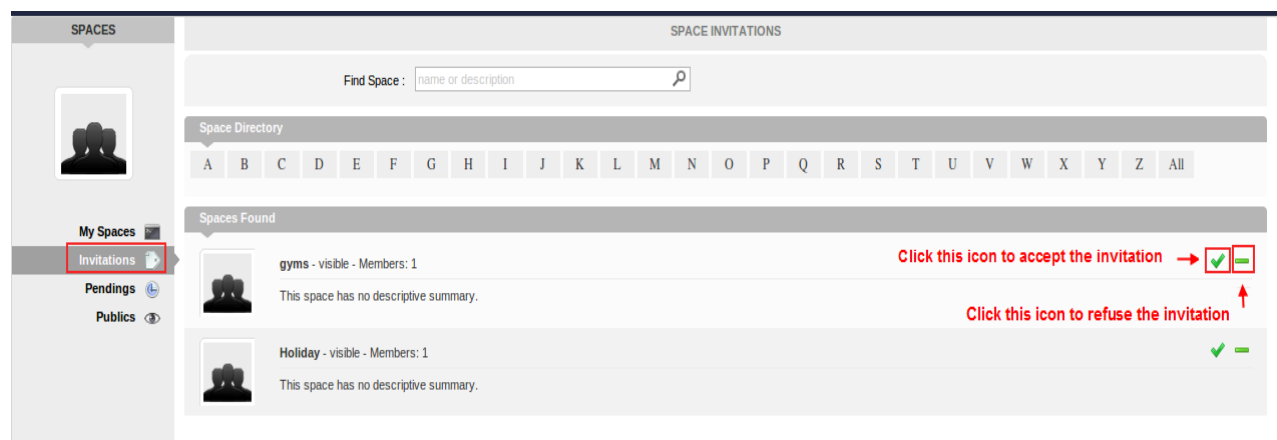 SPACES
SPACE INVITATIONS
Find Space : name or description
Space Directory
A B C D E F G H I J K L M N O P Q R S T U V W X Y Z All
My Spaces
Invitations
Pendings
Publics
Spaces Found
gyms - visible - Members: 1
Click this icon to accept the invitation
This space has no descriptive summary.
Click this icon to refuse the invitation
Holiday - visible - Members: 1
This space has no descriptive summary.